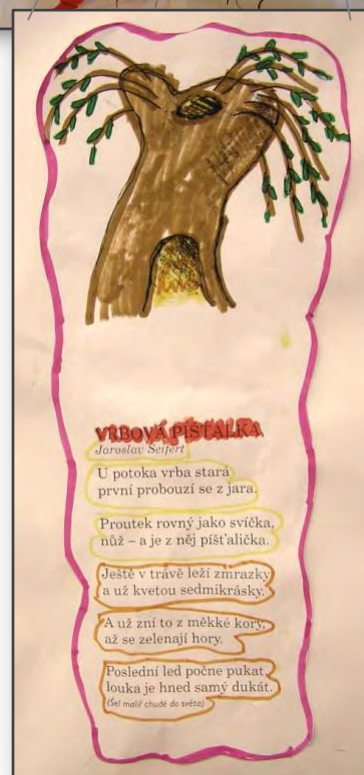 VRBOVÁ PÍŠŤALKA
Jaroslav Seifert
U potoka vrba stará
první probouzí se z jara.
Proutek rovný jako svíčka,
nůž – a je z něj píšťalička.
Ještě v trávě leží zmrazky
a už kvetou sedmikrásky.
A už zní to z měkké kory,
až se zelenají hory.
Poslední led počne pukat,
louka je hned samý dukát.
(Šel malíř chudě do světa)